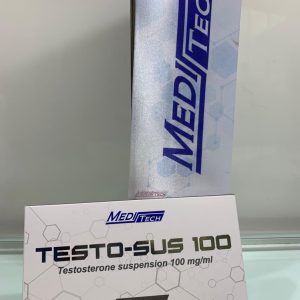 MEDITECH
MEDITECH
TESTO-SUS 100
Testosterone suspension 100 mg/ml